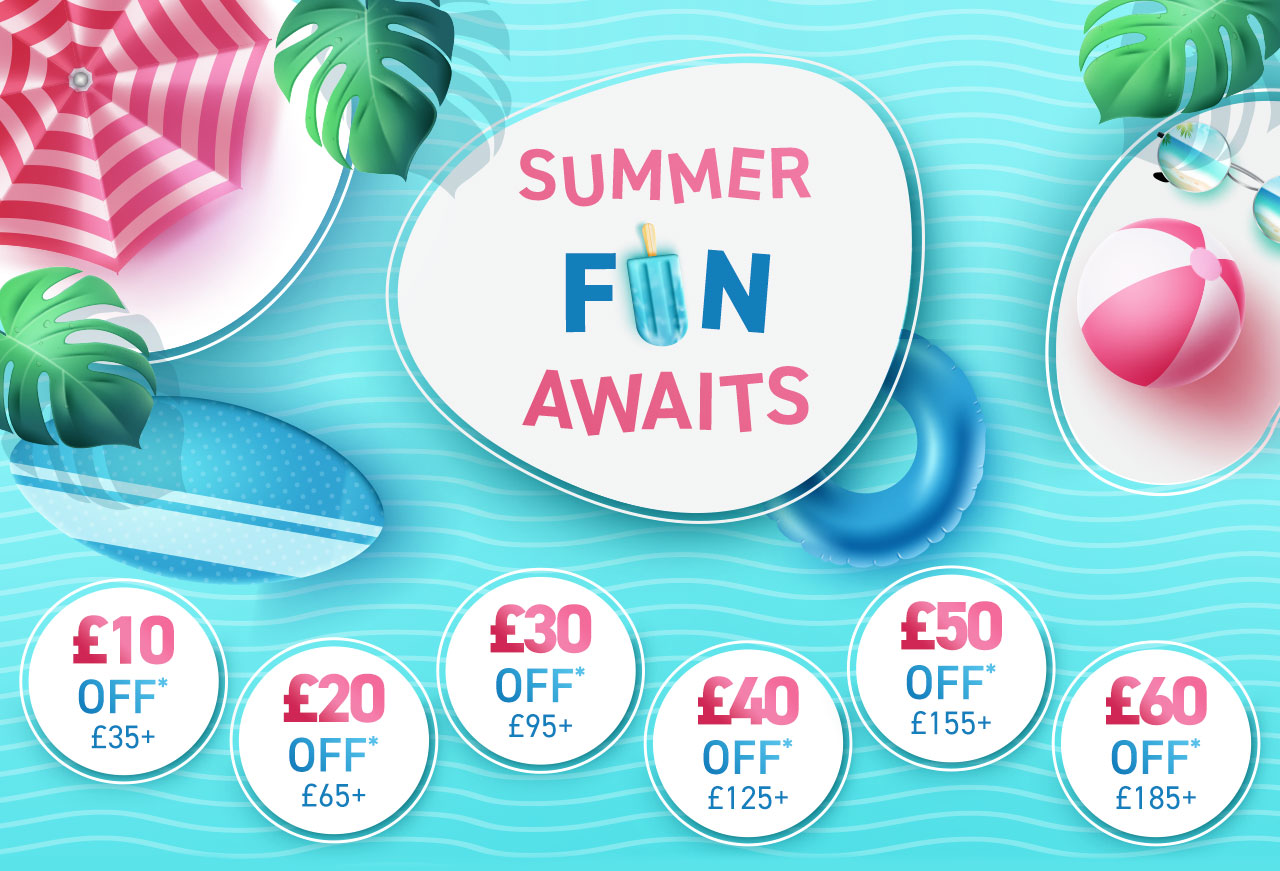 SUMMER
FUN
AWAITS
£10
OFF*
£35+
£20
OFF*
£65+
£30
OFF*
£95+
£40
OFF*
£125+
£50
OFF*
£155+
£60
OFF*
£185+